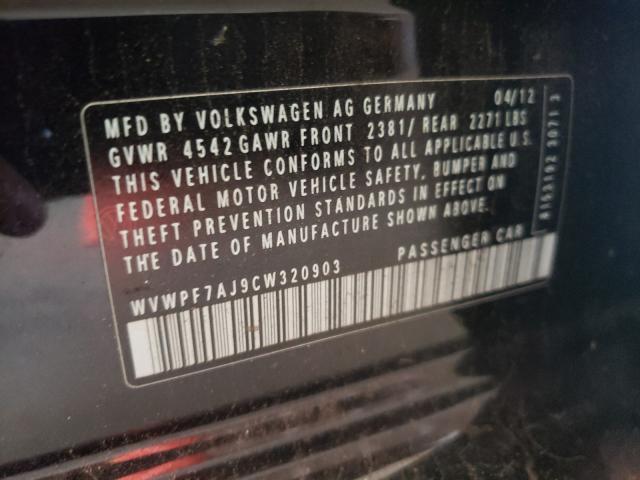 MFD BY VOLKSWAGEN AG GERMANY 04/12
GVWR 4542 GAWR FRONT 2381/ REAR 2271 LBS
THIS VEHICLE CONFORMS TO ALL APPLICABLE U.S.
FEDERAL MOTOR VEHICLE SAFETY, BUMPER AND
THEFT PREVENTION STANDARDS IN EFFECT ON
THE DATE OF MANUFACTURE SHOWN ABOVE.
WVWPF7AJ9CW320903 PASSENGER CAR